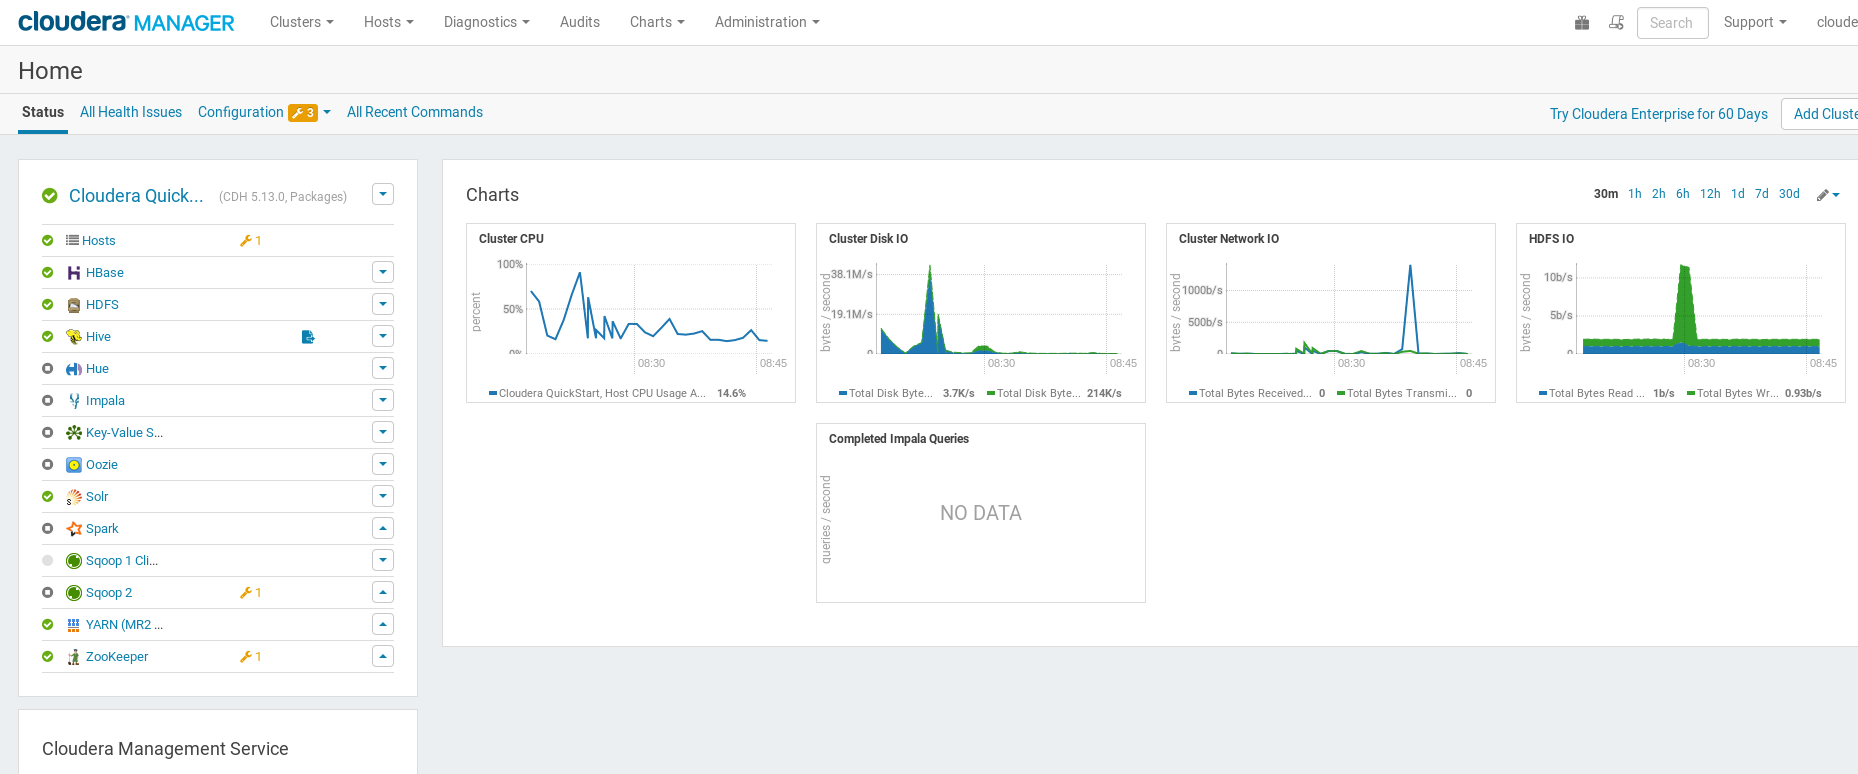 cloudera MANAGER Clusters Hosts Diagnostics Audits Charts Administration Search Support cloude
Home
Status All Health Issues Configuration 3 All Recent Commands Try Cloudera Enterprise for 60 Days Add Cluste
Cloudera Quick... (CDH 5.13.0, Packages)
Hosts 1
HBase
HDFS
Hive
Hue
Impala
Key-Value S...
Oozie
Solr
Spark
Sqoop 1 Cli...
Sqoop 2 1
YARN (MR2 ...
ZooKeeper 1
Cloudera Management Service
Charts 30m 1h 2h 6h 12h 1d 7d 30d
Cluster CPU
percent
100%
50%
0%
08:30 08:45
Cloudera QuickStart, Host CPU Usage A... 14.6%
Cluster Disk IO
bytes / second
38.1M/s
19.1M/s
0
08:30 08:45
Total Disk Byte... 3.7K/s Total Disk Byte... 214K/s
Cluster Network IO
bytes / second
1000b/s
500b/s
0
08:30 08:45
Total Bytes Received... 0 Total Bytes Transmi... 0
HDFS IO
bytes / second
10b/s
5b/s
0
08:30 08:45
Total Bytes Read ... 1b/s Total Bytes Wr... 0.93b/s
Completed Impala Queries
queries / second
NO DATA